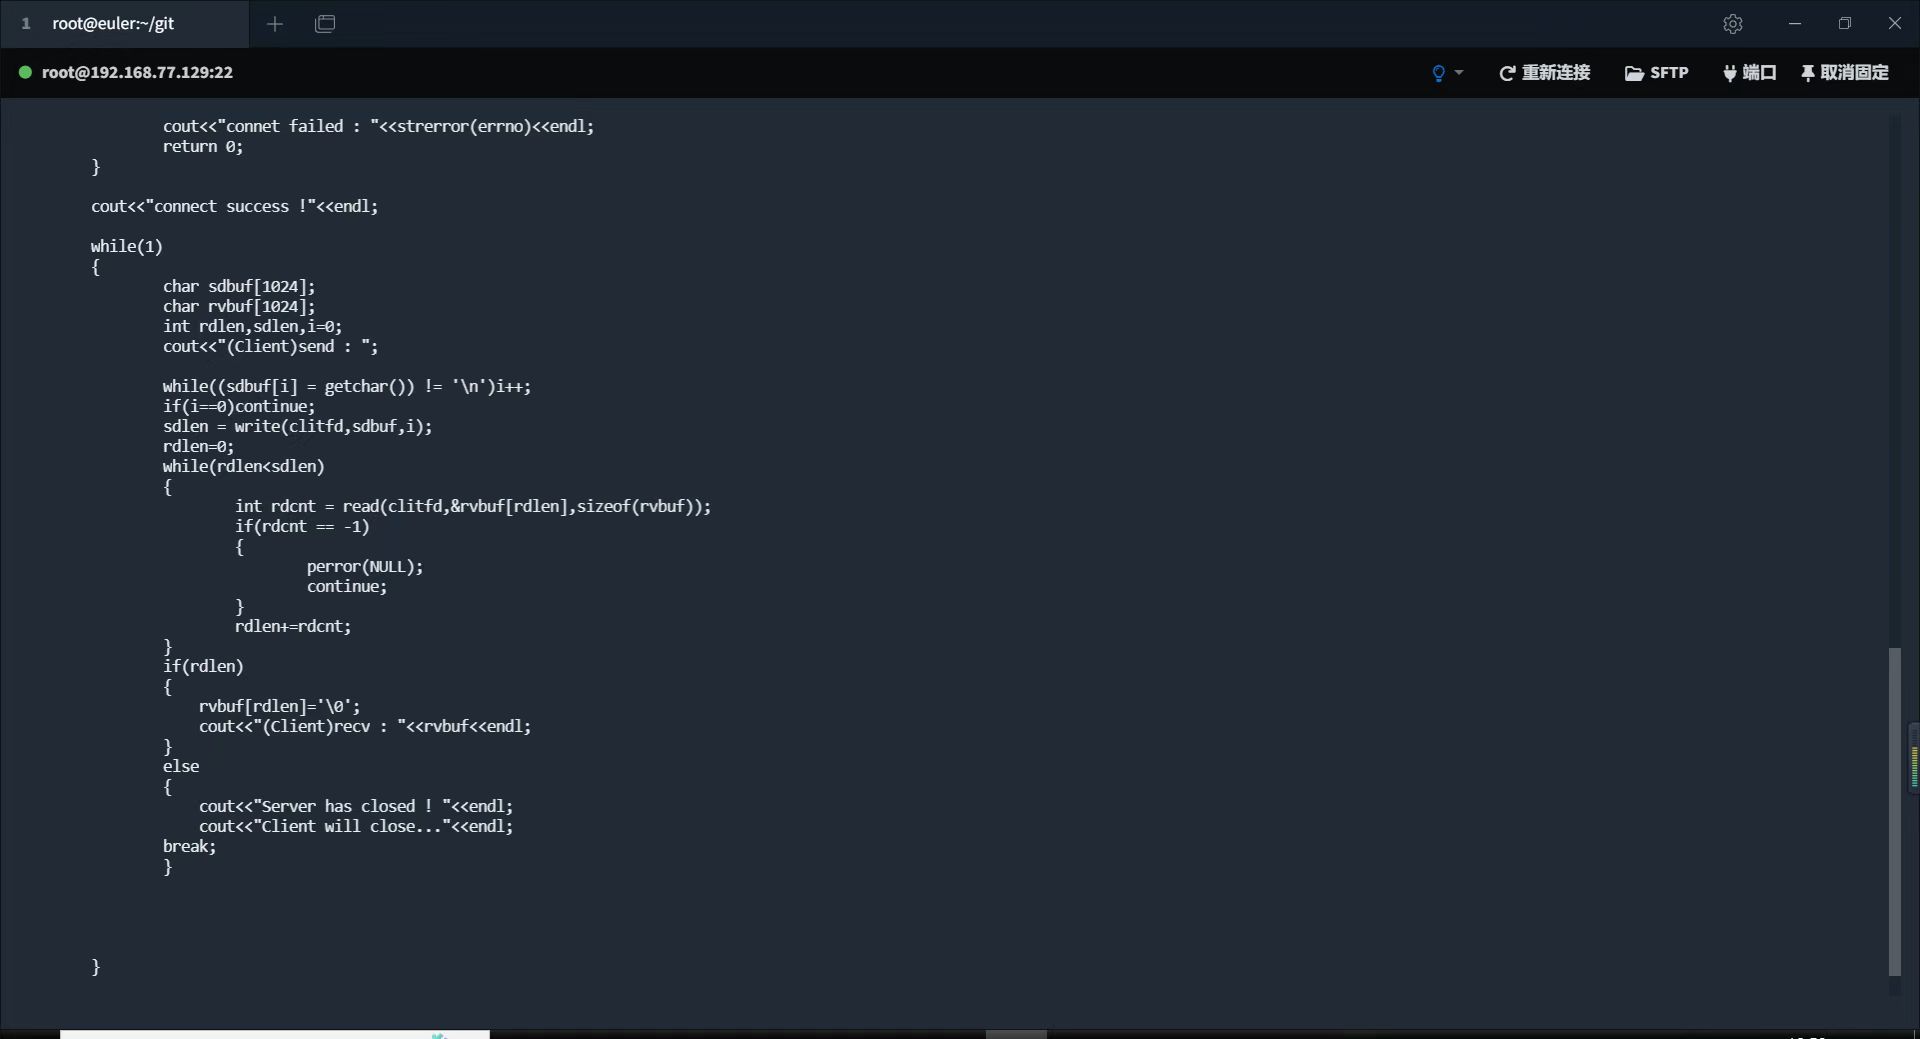 1 root@euler:~/git
root@192.168.77.129:22 重新连接 SFTP 端口 取消固定
cout<<"connet failed : "<<strerror(errno)<<endl;
return 0;
}
cout<<"connect success !"<<endl;
while(1)
{
char sdbuf[1024];
char rvbuf[1024];
int rdlen,sdlen,i=0;
cout<<"(Client)send : ";
while((sdbuf[i] = getchar()) != '\n')i++;
if(i==0)continue;
sdlen = write(clitfd,sdbuf,i);
rdlen=0;
while(rdlen<sdlen)
{
int rdcnt = read(clitfd,&rvbuf[rdlen],sizeof(rvbuf));
if(rdcnt == -1)
{
perror(NULL);
continue;
}
rdlen+=rdcnt;
}
if(rdlen)
{
rvbuf[rdlen]='\0';
cout<<"(Client)recv : "<<rvbuf<<endl;
}
else
{
cout<<"Server has closed ! "<<endl;
cout<<"Client will close..."<<endl;
break;
}
}